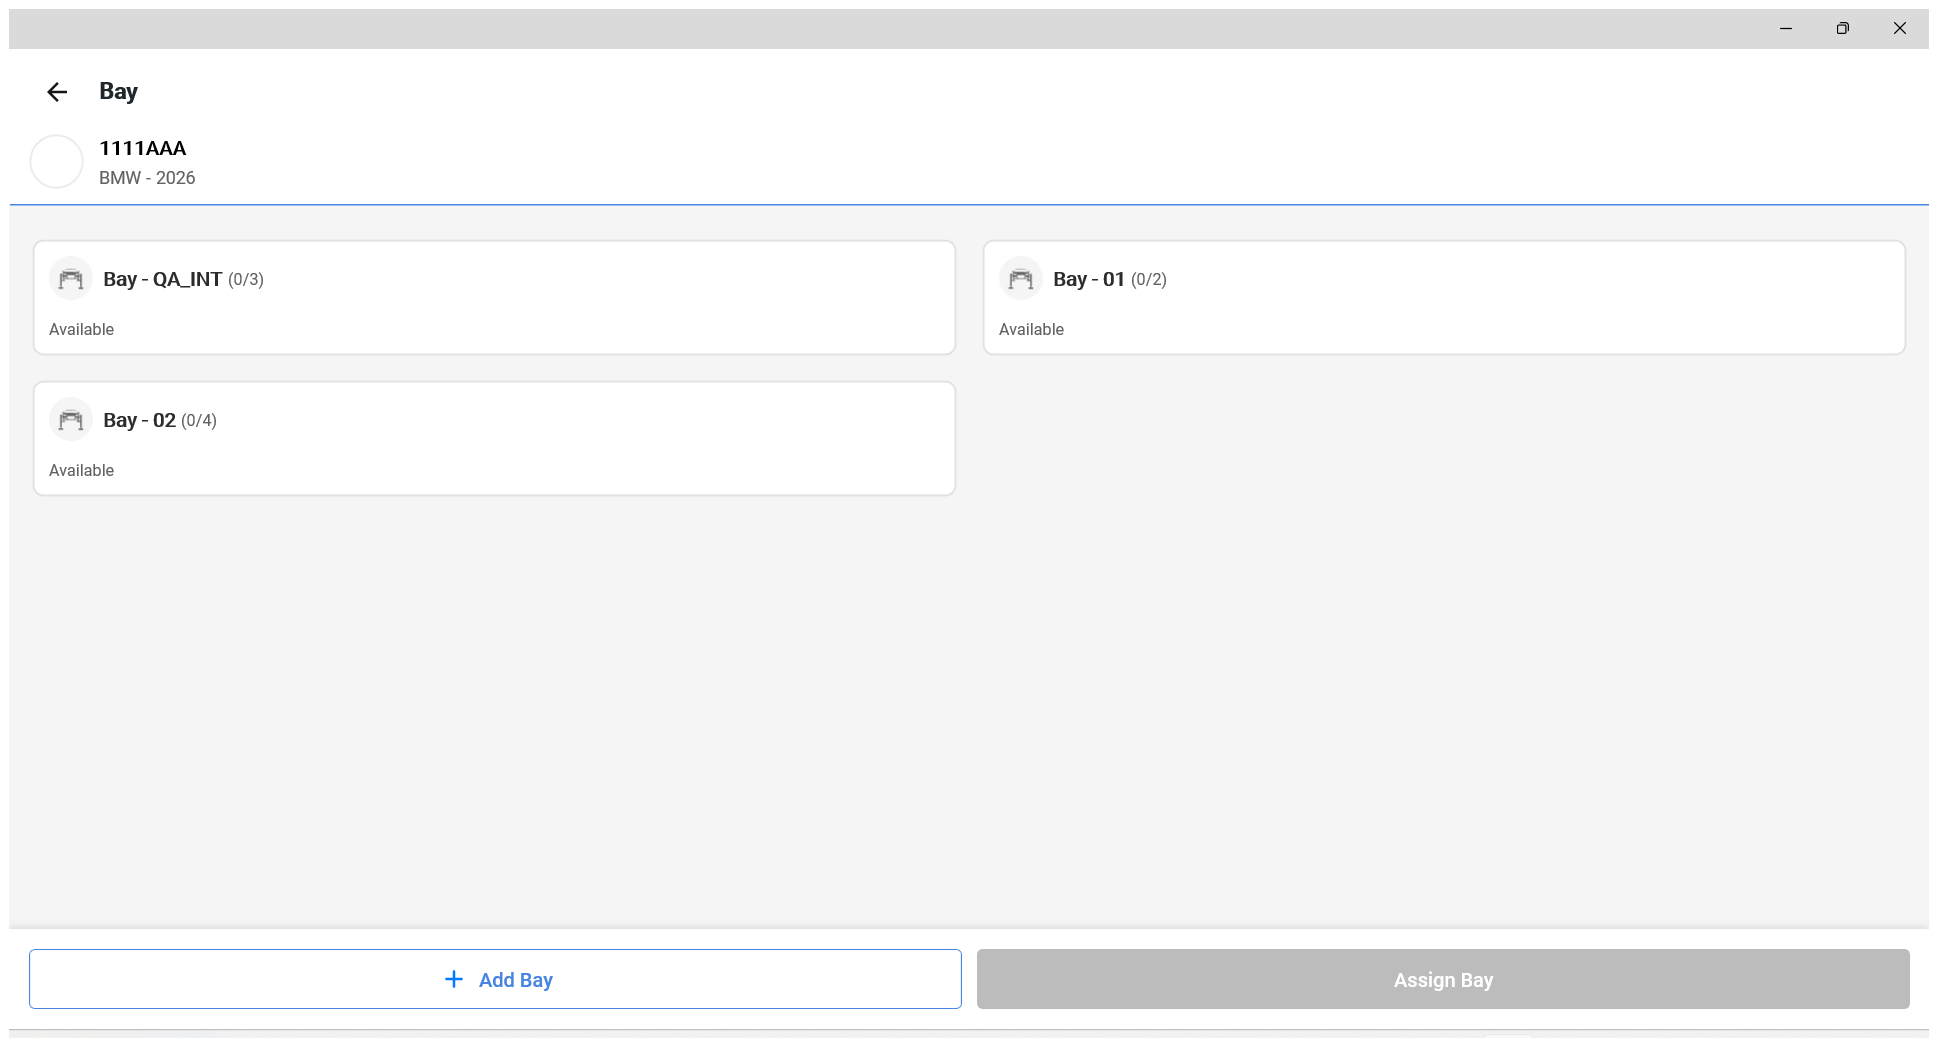 Bay
1111AAA
BMW - 2026
Bay - QA_INT (0/3)
Available
Bay - 01 (0/2)
Available
Bay - 02 (0/4)
Available
Add Bay
Assign Bay